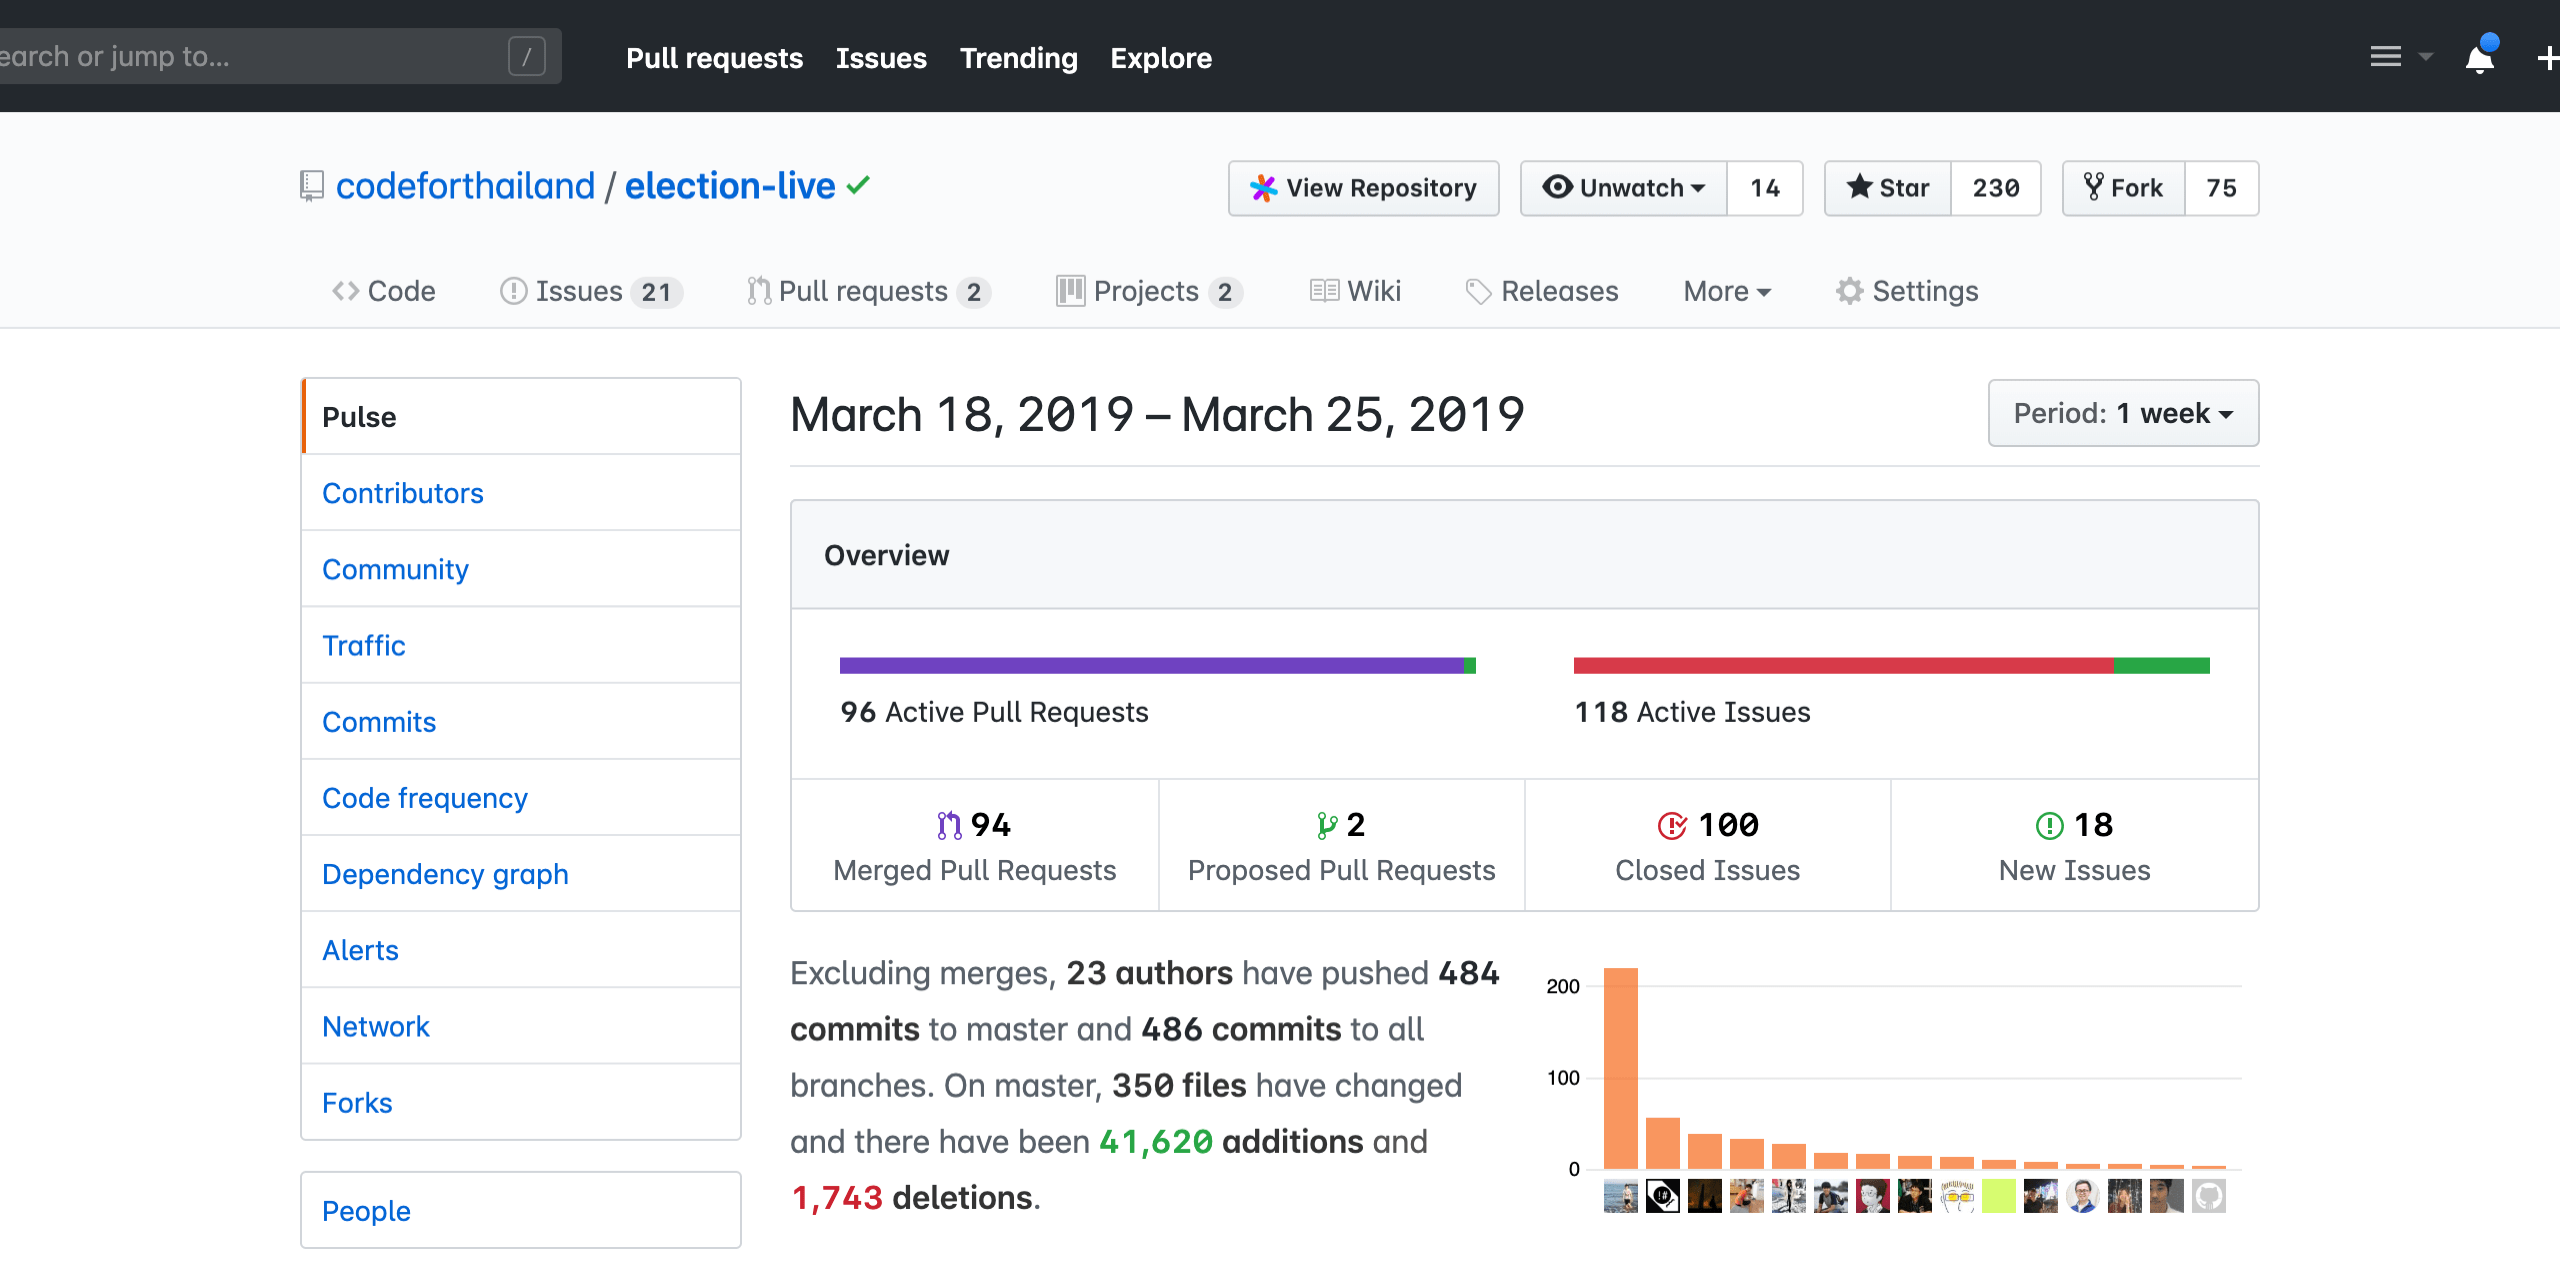 earch or jump to... /
Pull requests Issues Trending Explore
codeforthailand / election-live
View Repository Unwatch 14 Star 230 Fork 75
Code Issues 21 Pull requests 2 Projects 2 Wiki Releases More Settings
Pulse
Contributors
Community
Traffic
Commits
Code frequency
Dependency graph
Alerts
Network
Forks
People
March 18, 2019 – March 25, 2019
Period: 1 week
Overview
96 Active Pull Requests
118 Active Issues
94
Merged Pull Requests
2
Proposed Pull Requests
100
Closed Issues
18
New Issues
Excluding merges, 23 authors have pushed 484
commits to master and 486 commits to all
branches. On master, 350 files have changed
and there have been 41,620 additions and
1,743 deletions.
200
100
0